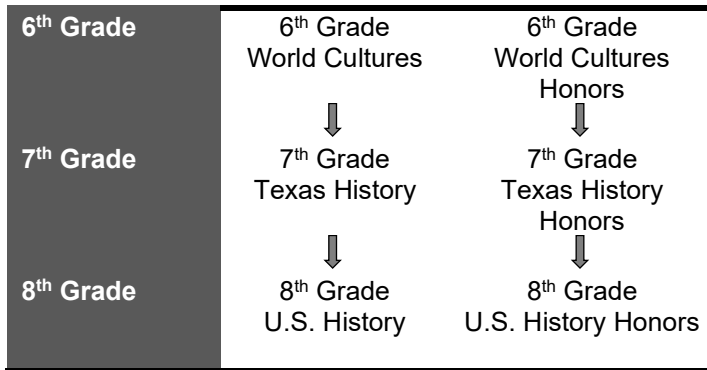 6th Grade
6th Grade
World Cultures
6th Grade
World Cultures
Honors
7th Grade
7th Grade
Texas History
7th Grade
Texas History
Honors
8th Grade
8th Grade
U.S. History
8th Grade
U.S. History Honors